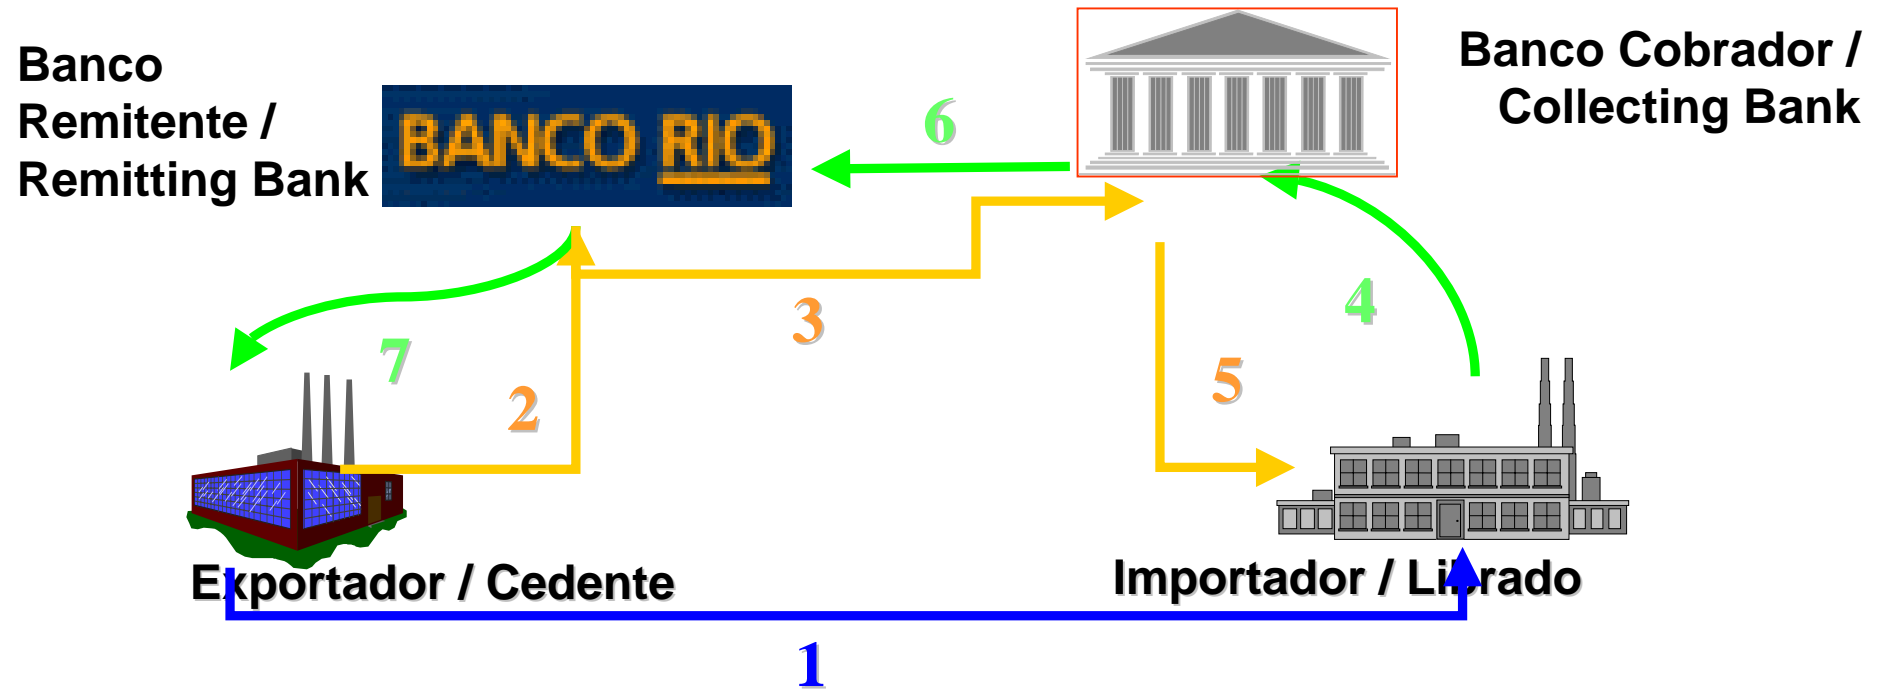 Banco
Remitente /
Remitting Bank
BANCO RIO
6
Banco Cobrador /
Collecting Bank
3
4
7
2
5
Exportador / Cedente
Importador / Librado
1